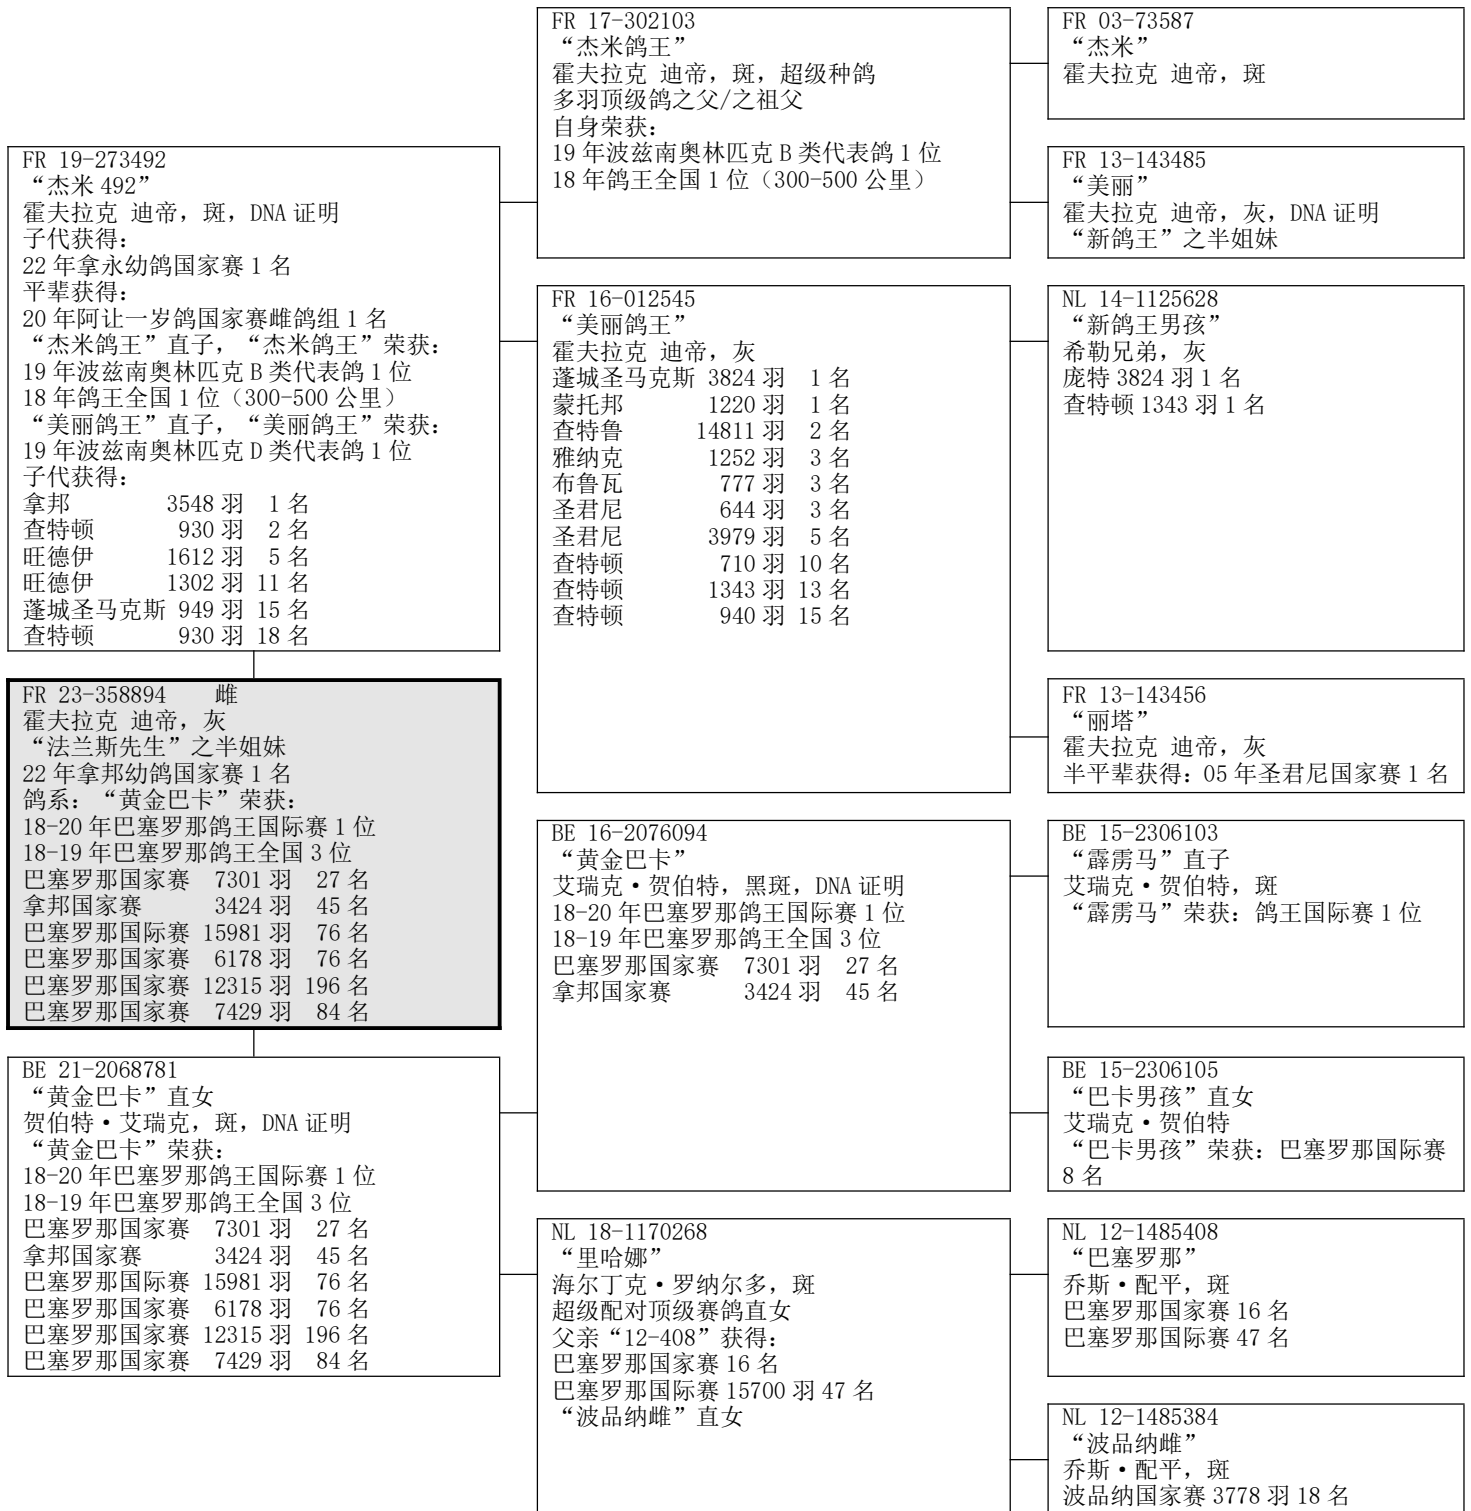 FR 19-273492
“杰米 492”
霍夫拉克 迪帝，斑，DNA 证明
子代获得：
22 年拿永幼鸽国家赛 1 名
平辈获得：
20 年阿让一岁鸽国家赛雌鸽组 1 名
“杰米鸽王”直子，“杰米鸽王”荣获：
19 年波兹南奥林匹克 B 类代表鸽 1 位
18 年鸽王全国 1 位（300-500 公里）
“美丽鸽王”直子，“美丽鸽王”荣获：
19 年波兹南奥林匹克 D 类代表鸽 1 位
子代获得：
拿邦 3548 羽 1 名
查特顿 930 羽 2 名
旺德伊 1612 羽 5 名
旺德伊 1302 羽 11 名
蓬城圣马克斯 949 羽 15 名
查特顿 930 羽 18 名
FR 23-358894 雌
霍夫拉克 迪帝，灰
“法兰斯先生”之半姐妹
22 年拿邦幼鸽国家赛 1 名
鸽系：“黄金巴卡”荣获：
18-20 年巴塞罗那鸽王国际赛 1 位
18-19 年巴塞罗那鸽王全国 3 位
巴塞罗那国家赛 7301 羽 27 名
拿邦国家赛 3424 羽 45 名
巴塞罗那国际赛 15981 羽 76 名
巴塞罗那国家赛 6178 羽 76 名
巴塞罗那国家赛 12315 羽 196 名
巴塞罗那国家赛 7429 羽 84 名
BE 21-2068781
“黄金巴卡”直女
贺伯特·艾瑞克，斑，DNA 证明
“黄金巴卡”荣获：
18-20 年巴塞罗那鸽王国际赛 1 位
18-19 年巴塞罗那鸽王全国 3 位
巴塞罗那国家赛 7301 羽 27 名
拿邦国家赛 3424 羽 45 名
巴塞罗那国际赛 15981 羽 76 名
巴塞罗那国家赛 6178 羽 76 名
巴塞罗那国家赛 12315 羽 196 名
巴塞罗那国家赛 7429 羽 84 名
FR 17-302103
“杰米鸽王”
霍夫拉克 迪帝，斑，超级种鸽
多羽顶级鸽之父/之祖父
自身荣获：
19 年波兹南奥林匹克 B 类代表鸽 1 位
18 年鸽王全国 1 位（300-500 公里）
FR 16-012545
“美丽鸽王”
霍夫拉克 迪帝，灰
蓬城圣马克斯 3824 羽 1 名
蒙托邦 1220 羽 1 名
查特鲁 14811 羽 2 名
雅纳克 1252 羽 3 名
布鲁瓦 777 羽 3 名
圣君尼 644 羽 3 名
圣君尼 3979 羽 5 名
查特顿 710 羽 10 名
查特顿 1343 羽 13 名
查特顿 940 羽 15 名
BE 16-2076094
“黄金巴卡”
艾瑞克·贺伯特，黑斑，DNA 证明
18-20 年巴塞罗那鸽王国际赛 1 位
18-19 年巴塞罗那鸽王全国 3 位
巴塞罗那国家赛 7301 羽 27 名
拿邦国家赛 3424 羽 45 名
NL 18-1170268
“里哈娜”
海尔丁克·罗纳尔多，斑
超级配对顶级赛鸽直女
父亲“12-408”获得：
巴塞罗那国家赛 16 名
巴塞罗那国际赛 15700 羽 47 名
“波品纳雌”直女
FR 03-73587
“杰米”
霍夫拉克 迪帝，斑
FR 13-143485
“美丽”
霍夫拉克 迪帝，灰，DNA 证明
“新鸽王”之半姐妹
NL 14-1125628
“新鸽王男孩”
希勒兄弟，灰
庞特 3824 羽 1 名
查特顿 1343 羽 1 名
FR 13-143456
“丽塔”
霍夫拉克 迪帝，灰
半平辈获得：05 年圣君尼国家赛 1 名
BE 15-2306103
“霹雳马”直子
艾瑞克·贺伯特，斑
“霹雳马”荣获：鸽王国际赛 1 位
BE 15-2306105
“巴卡男孩”直女
艾瑞克·贺伯特
“巴卡男孩”荣获：巴塞罗那国际赛
8 名
NL 12-1485408
“巴塞罗那”
乔斯·配平，斑
巴塞罗那国家赛 16 名
巴塞罗那国际赛 47 名
NL 12-1485384
“波品纳雌”
乔斯·配平，斑
波品纳国家赛 3778 羽 18 名